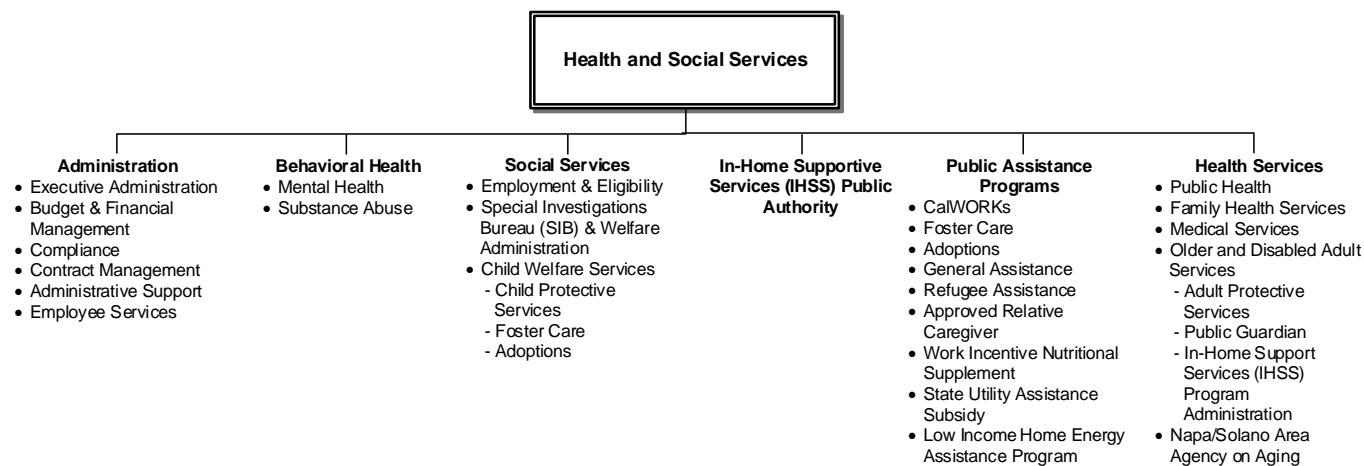 Health and Social Services
Administration
• Executive Administration
• Budget & Financial
Management
• Compliance
• Contract Management
• Administrative Support
• Employee Services
Behavioral Health
• Mental Health
• Substance Abuse
Social Services
• Employment & Eligibility
• Special Investigations
Bureau (SIB) & Welfare
Administration
• Child Welfare Services
- Child Protective
Services
- Foster Care
- Adoptions
In-Home Supportive
Services (IHSS) Public
Authority
Public Assistance
Programs
• CalWORKs
• Foster Care
• Adoptions
• General Assistance
• Refugee Assistance
• Approved Relative
Caregiver
• Work Incentive Nutritional
Supplement
• State Utility Assistance
Subsidy
• Low Income Home Energy
Assistance Program
Health Services
• Public Health
• Family Health Services
• Medical Services
• Older and Disabled Adult
Services
- Adult Protective
Services
- Public Guardian
- In-Home Support
Services (IHSS)
Program
Administration
• Napa/Solano Area
Agency on Aging